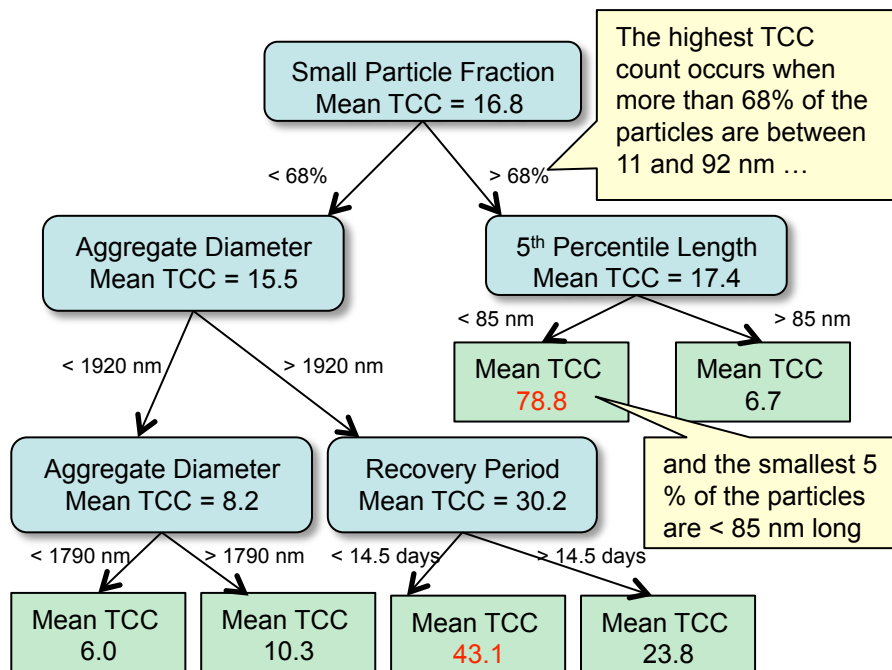 Small Particle Fraction
Mean TCC = 16.8
The highest TCC
count occurs when
more than 68% of the
particles are between
11 and 92 nm …
< 68%
> 68%
Aggregate Diameter
Mean TCC = 15.5
5th Percentile Length
Mean TCC = 17.4
< 85 nm
> 85 nm
< 1920 nm
> 1920 nm
Mean TCC
78.8
Mean TCC
6.7
Aggregate Diameter
Mean TCC = 8.2
Recovery Period
Mean TCC = 30.2
and the smallest 5
% of the particles
are < 85 nm long
< 1790 nm
> 1790 nm
< 14.5 days
> 14.5 days
Mean TCC
6.0
Mean TCC
10.3
Mean TCC
43.1
Mean TCC
23.8